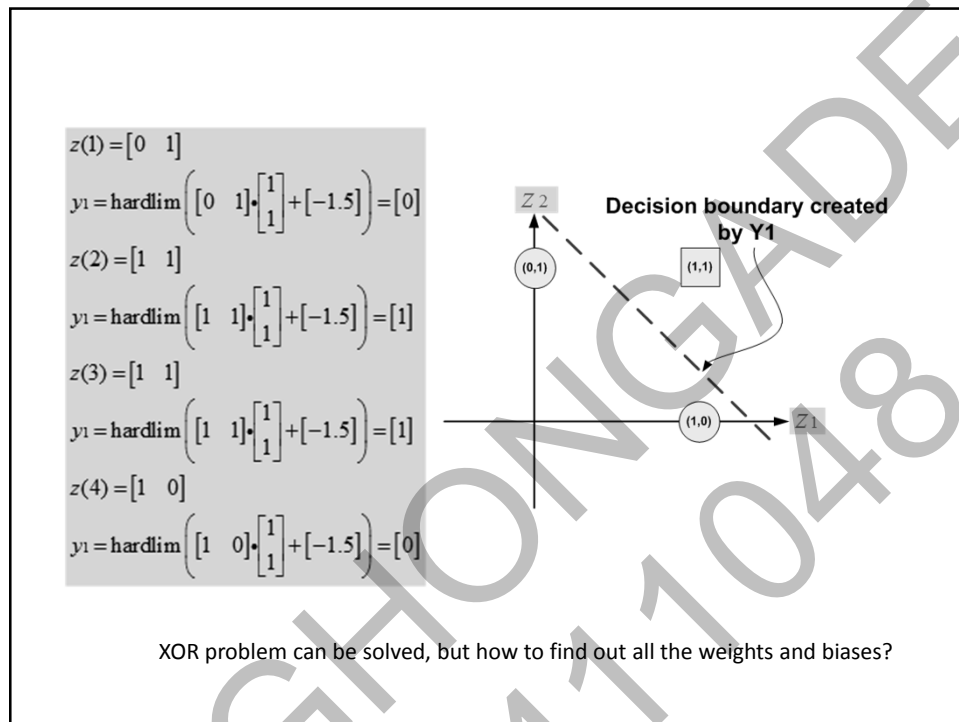 z(1)=[0 1]
y1=hardlim([0 1]•[1 1]+[-1.5])=[0]
z(2)=[1 1]
y1=hardlim([1 1]•[1 1]+[-1.5])=[1]
z(3)=[1 1]
y1=hardlim([1 1]•[1 1]+[-1.5])=[1]
z(4)=[1 0]
y1=hardlim([1 0]•[1 1]+[-1.5])=[0]
Z2
Decision boundary created
by Y1
(0,1)
(1,1)
(1,0)
Z1
XOR problem can be solved, but how to find out all the weights and biases?
GHONGADE
11048